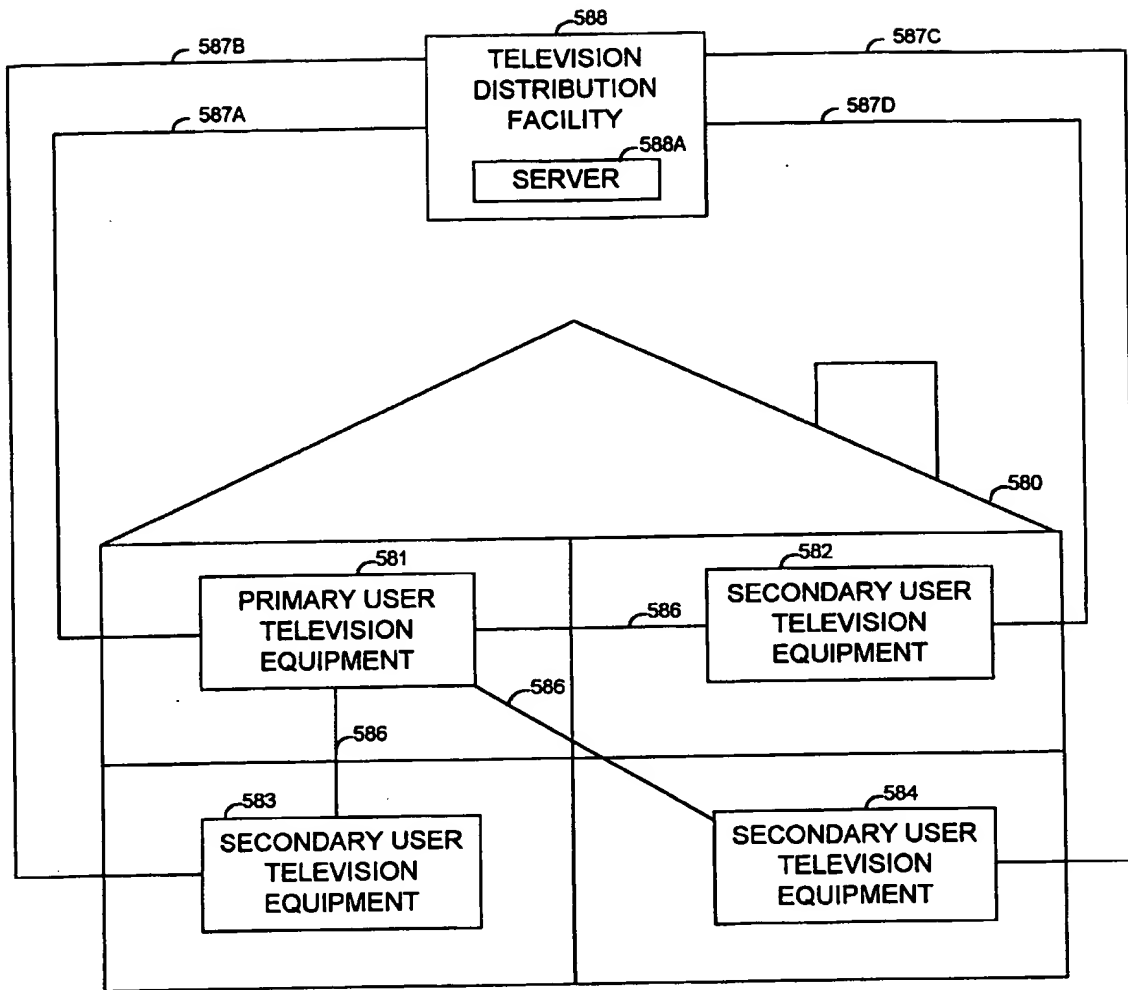 588
587B
587C
TELEVISION
DISTRIBUTION
FACILITY
587A
587D
588A
SERVER
580
581
582
PRIMARY USER
TELEVISION
EQUIPMENT
586
SECONDARY USER
TELEVISION
EQUIPMENT
586
586
583
584
SECONDARY USER
TELEVISION
EQUIPMENT
SECONDARY USER
TELEVISION
EQUIPMENT